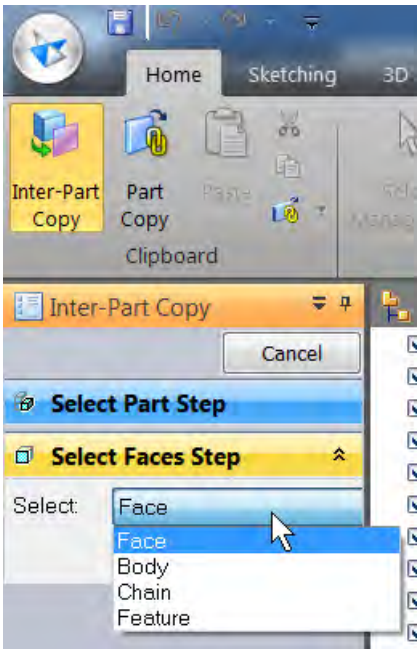 Home Sketching 3D
Inter-Part Copy
Part Copy
Paste
Clipboard
Inter-Part Copy
Cancel
Select Part Step
Select Faces Step
Select: Face
Face
Body
Chain
Feature